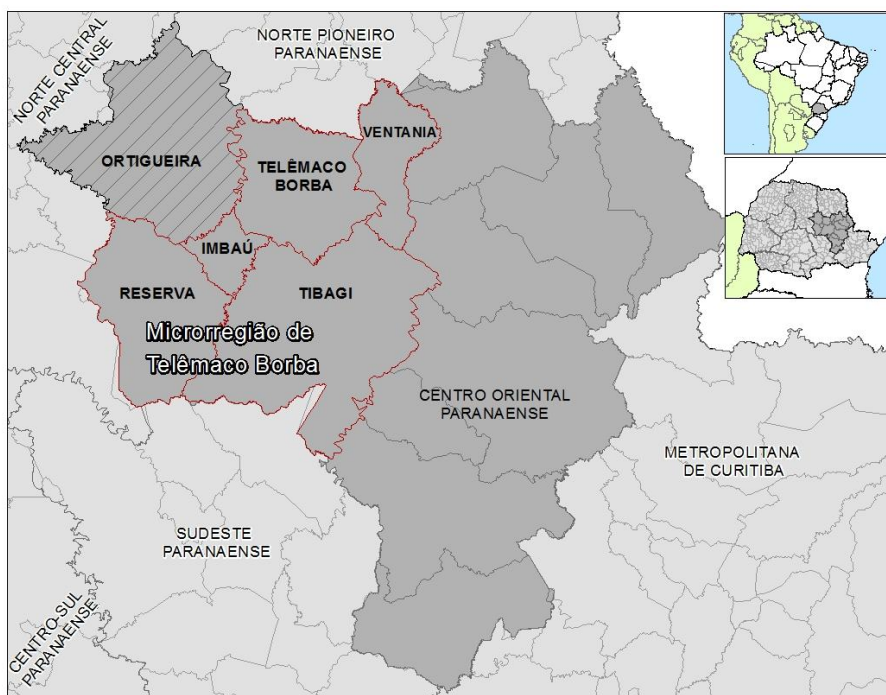 NORTE CENTRAL
PARANAENSE
NORTE PIONEIRO
PARANAENSE
VENTANIA
ORTIGUEIRA
TELÊMACO
BORBA
IMBAÚ
RESERVA
TIBAGI
Microrregião de
Telêmaco Borba
CENTRO ORIENTAL
PARANAENSE
METROPOLITANA
DE CURITIBA
SUDESTE
PARANAENSE
CENTRO-SUL
PARANAENSE